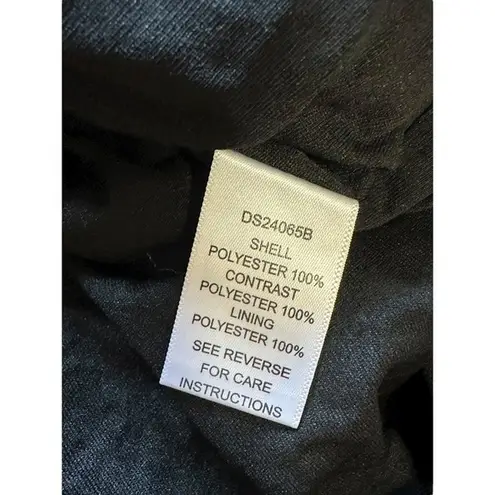 DS24065B
SHELL
POLYESTER 100%
CONTRAST
POLYESTER 100%
LINING
POLYESTER 100%
SEE REVERSE
FOR CARE
INSTRUCTIONS